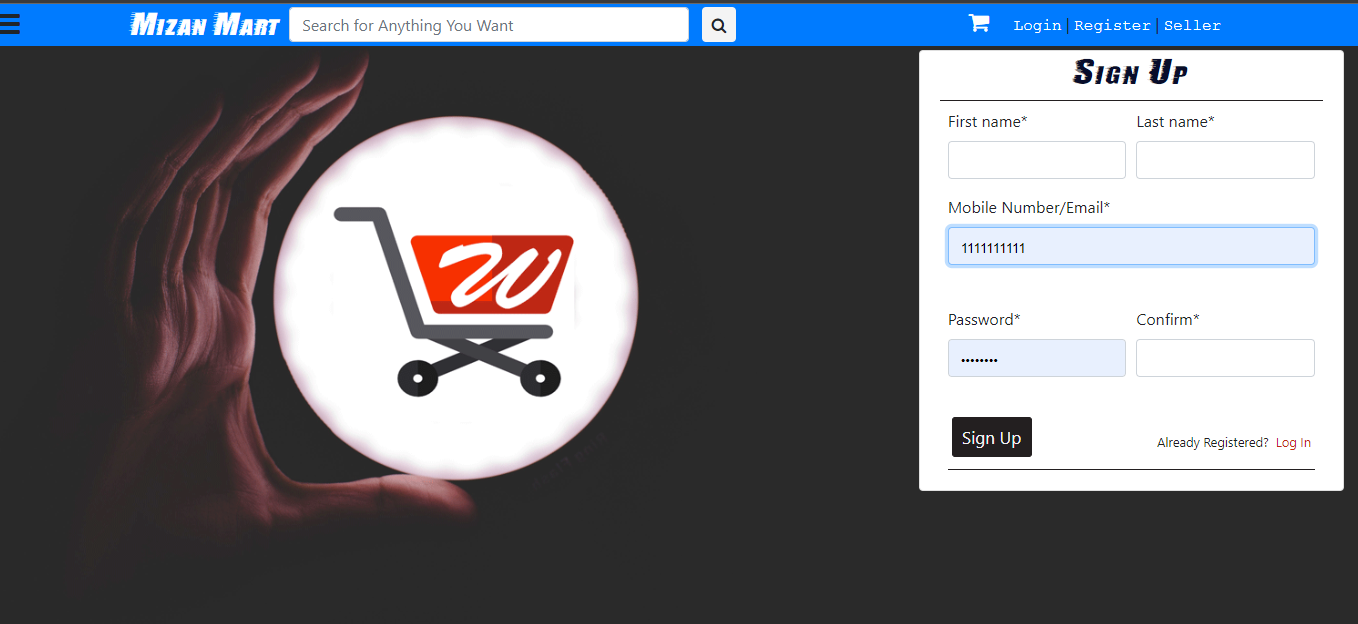 Mizan Mart
Search for Anything You Want
Login | Register | Seller
Sign Up
First name* Last name*
Mobile Number/Email*
1111111111
Password* Confirm*
••••••••
Sign Up
Already Registered? Log In
W